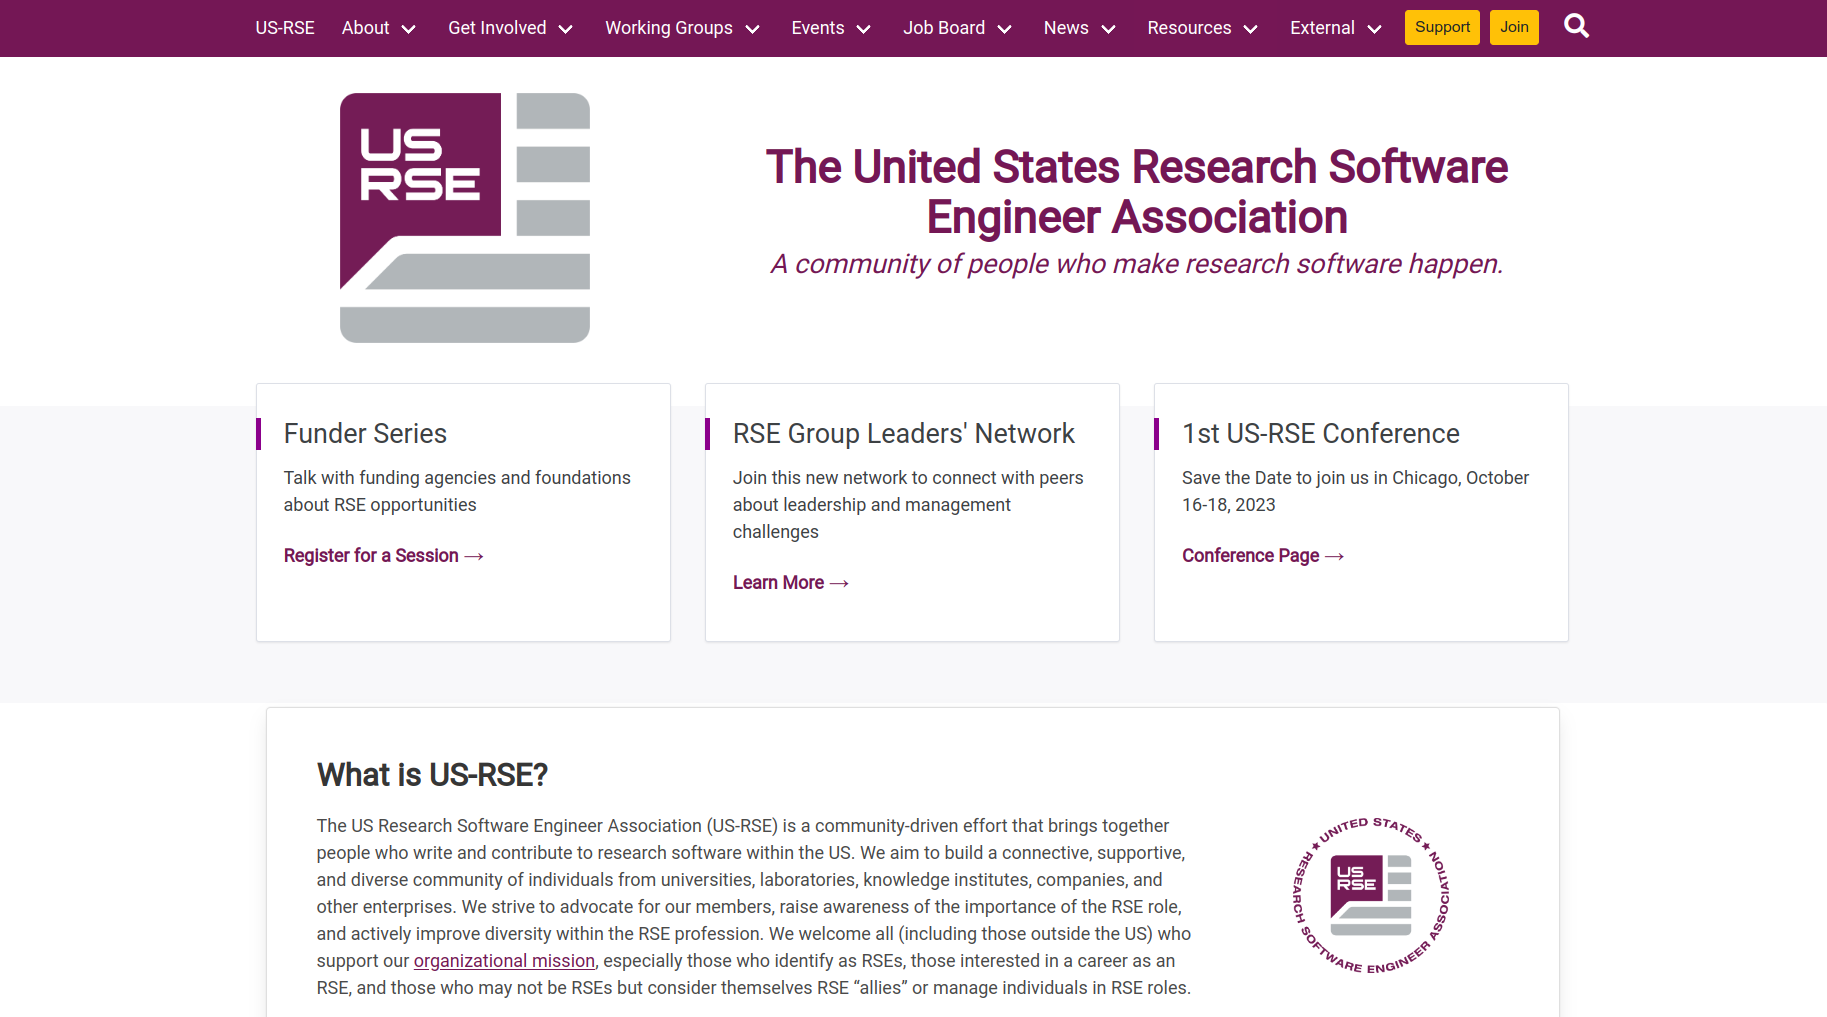 US-RSE About Get Involved Working Groups Events Job Board News Resources External Support Join
US
RSE
The United States Research Software
Engineer Association
A community of people who make research software happen.
Funder Series
Talk with funding agencies and foundations
about RSE opportunities
Register for a Session →
RSE Group Leaders' Network
Join this new network to connect with peers
about leadership and management
challenges
Learn More →
1st US-RSE Conference
Save the Date to join us in Chicago, October
16-18, 2023
Conference Page →
What is US-RSE?
The US Research Software Engineer Association (US-RSE) is a community-driven effort that brings together
people who write and contribute to research software within the US. We aim to build a connective, supportive,
and diverse community of individuals from universities, laboratories, knowledge institutes, companies, and
other enterprises. We strive to advocate for our members, raise awareness of the importance of the RSE role,
and actively improve diversity within the RSE profession. We welcome all (including those outside the US) who
support our organizational mission, especially those who identify as RSEs, those interested in a career as an
RSE, and those who may not be RSEs but consider themselves RSE “allies” or manage individuals in RSE roles.
★ UNITED STATES ★
RESEARCH SOFTWARE ENGINEER ASSOCIATION
US
RSE